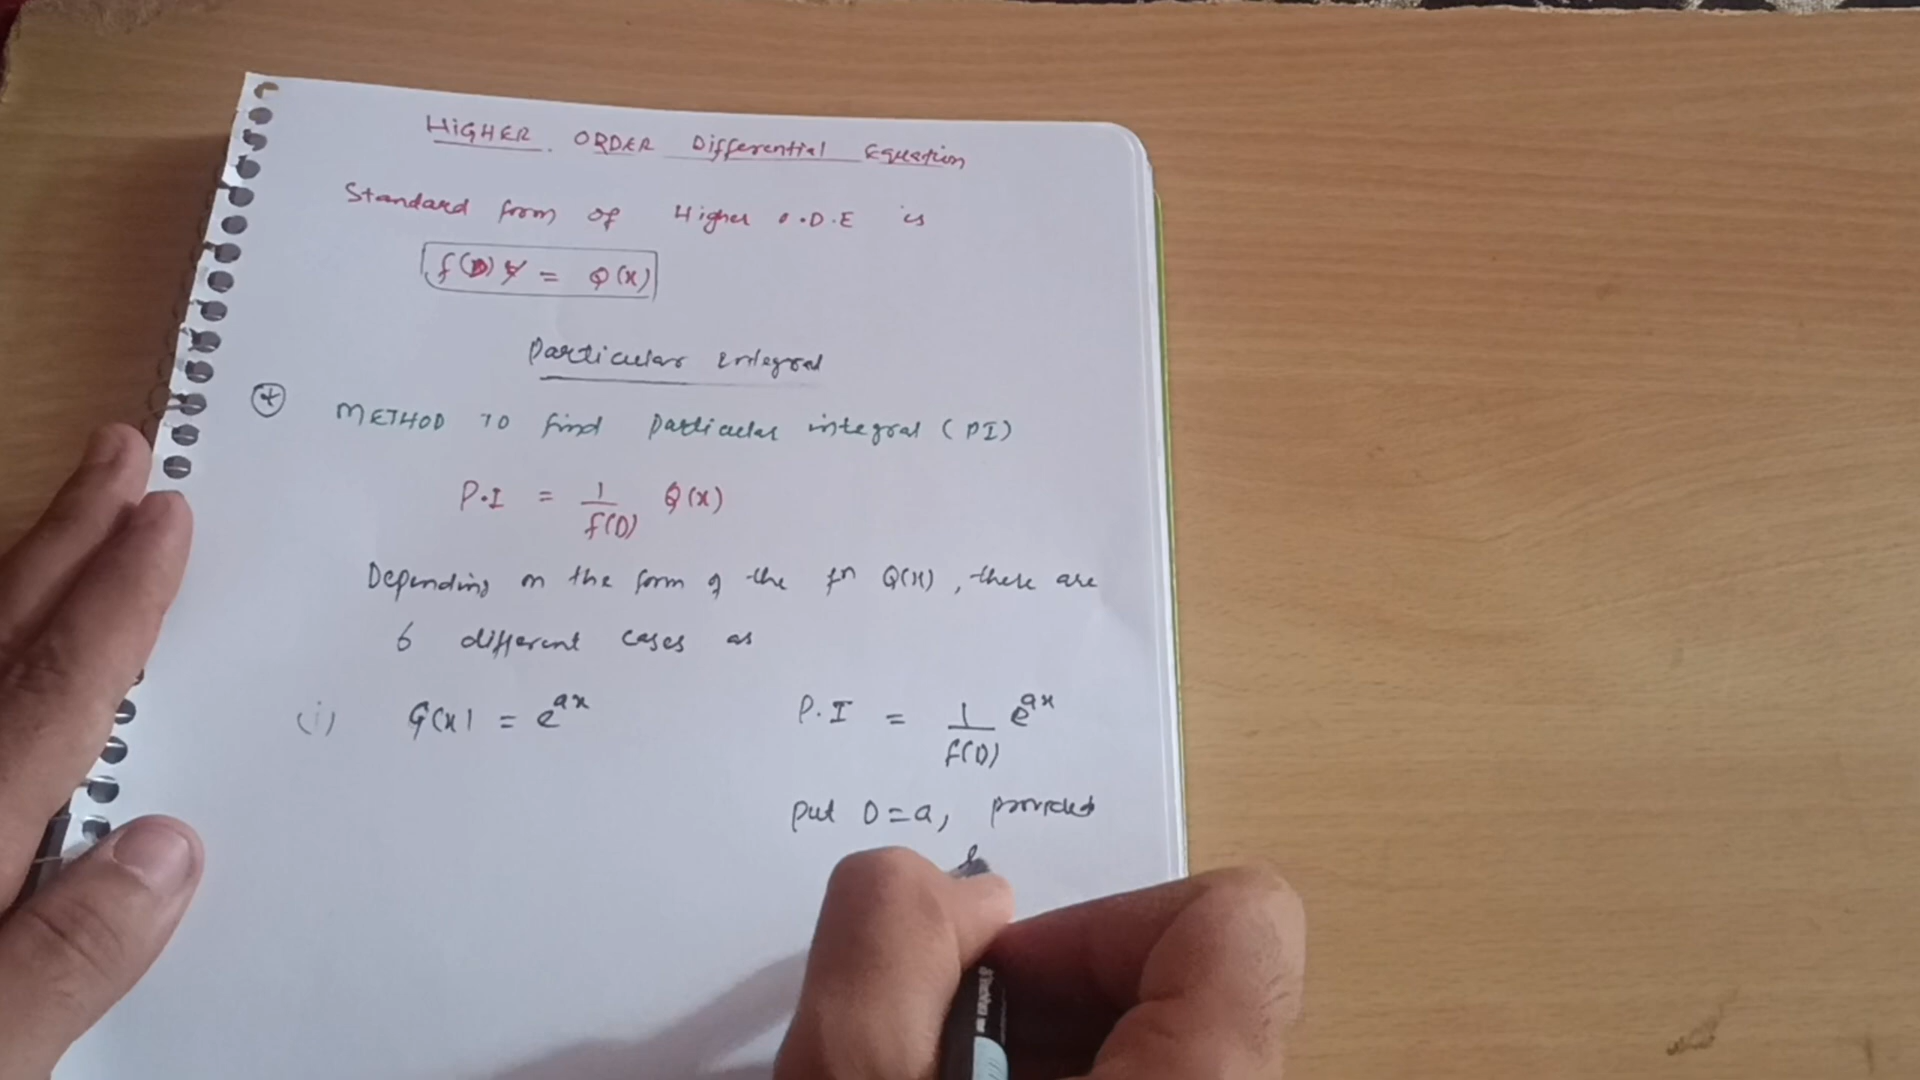 HIGHER ORDER Differential Equation
Standard form of Higher O.D.E is
f(D) y = Q(x)
Particular integral
* METHOD TO find particular integral (PI)
P.I = 1/f(D) Q(x)
Depending on the form of the fn Q(x), there are
6 different cases as
(i) Q(x) = e^ax P.I = 1/f(D) e^ax
put D=a, provided